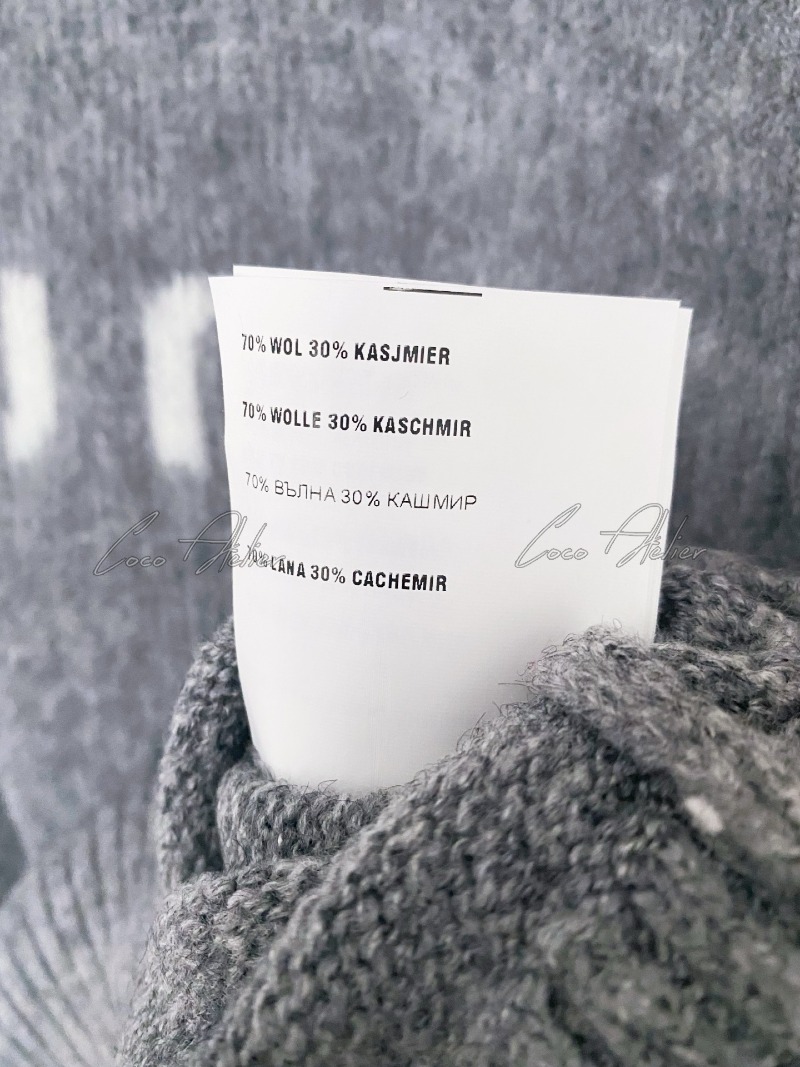 70% WOL 30% KASJMIER
70% WOLLE 30% KASCHMIR
70% ВЪЛНА 30% КАШМИР
70% LANA 30% CACHEMIR
Coco Atelier Coco Atelier